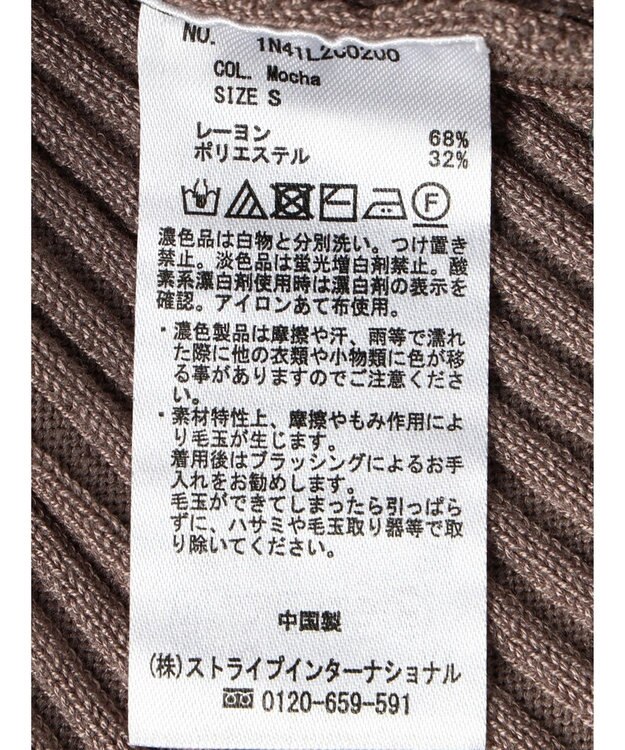 NO. 1N41L2C0200
COL. Mocha
SIZE S
レーヨン 68%
ポリエステル 32%
F
濃色品は白物と分別洗い。つけ置き
禁止。淡色品は蛍光増白剤禁止。酸
素系漂白剤使用時は漂白剤の表示を
確認。アイロンあて布使用。
・濃色製品は摩擦や汗、雨等で濡れ
た際に他の衣類や小物類に色が移
る事がありますのでご注意くださ
い。
・素材特性上、摩擦やもみ作用によ
り毛玉が生じます。
着用後はブラッシングによるお手
入れをお勧めします。
毛玉ができてしまったら引っぱら
ずに、ハサミや毛玉取り器等で取
り除いてください。
中国製
(株)ストライプインターナショナル
0120-659-591